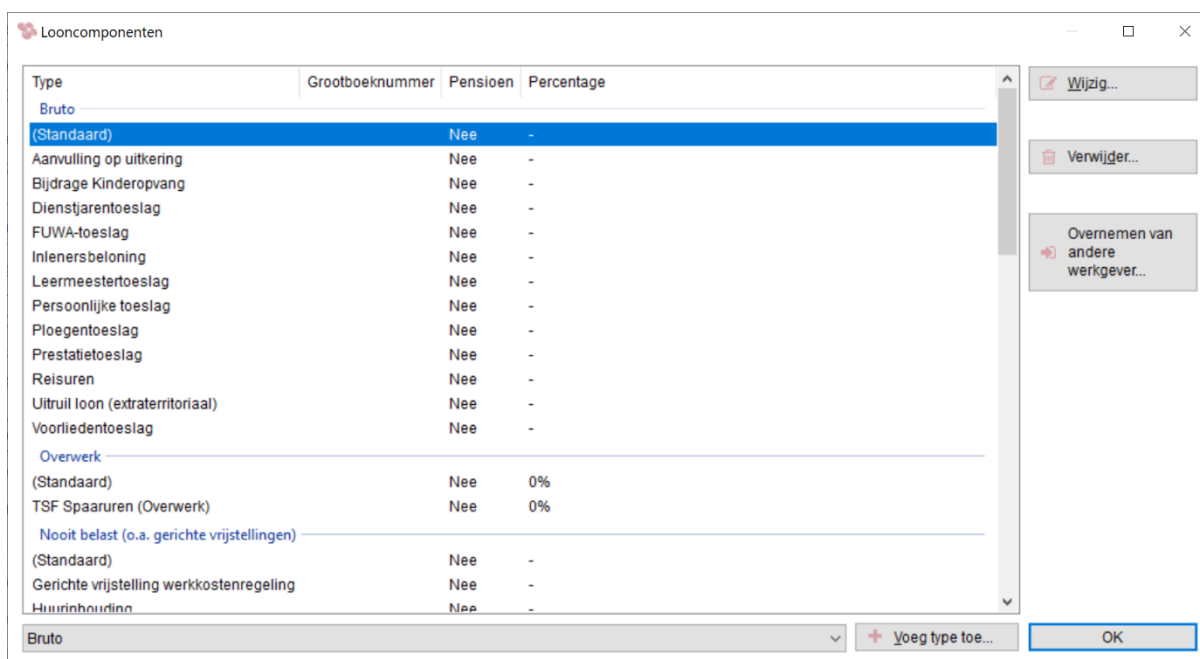 Looncomponenten
Type Grootboeknummer Pensioen Percentage
Bruto
(Standaard) Nee -
Aanvulling op uitkering Nee -
Bijdrage Kinderopvang Nee -
Dienstjarentoeslag Nee -
FUWA-toeslag Nee -
Inlenersbeloning Nee -
Leermeestertoeslag Nee -
Persoonlijke toeslag Nee -
Ploegentoeslag Nee -
Prestatietoeslag Nee -
Reisuren Nee -
Uitruil loon (extraterritoriaal) Nee -
Voorliedentoeslag Nee -
Overwerk
(Standaard) Nee 0%
TSF Spaaruren (Overwerk) Nee 0%
Nooit belast (o.a. gerichte vrijstellingen)
(Standaard) Nee -
Gerichte vrijstelling werkkostenregeling Nee -
Huurinhouding Nee -
Wijzig...
Verwijder...
Overnemen van
andere
werkgever...
Bruto
Voeg type toe...
OK